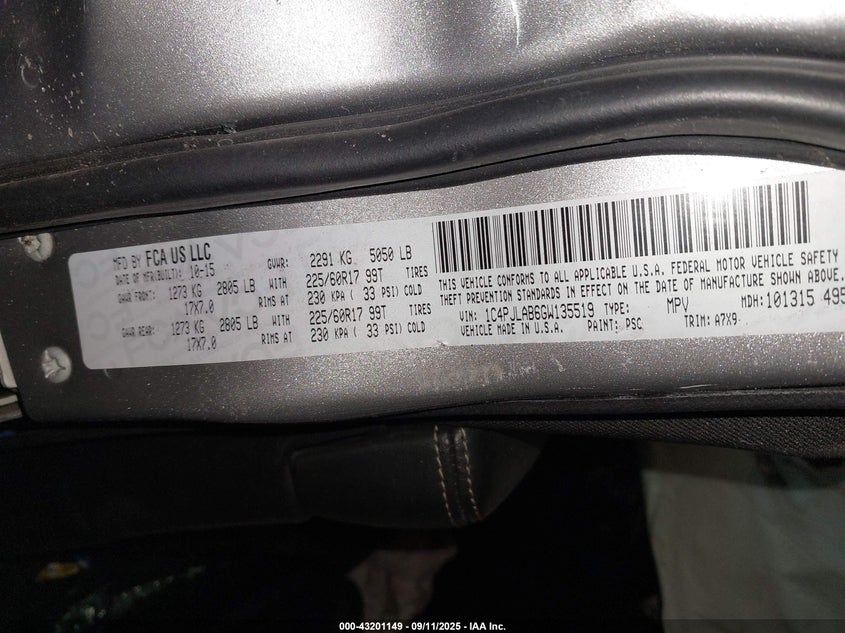 MFD BY FCA US LLC
DATE OF MFR(BUILT): 10-15 GVWR: 2291 KG 5050 LB
GAWR FRONT: 1273 KG 2805 LB WITH 225/60R17 99T TIRES
17X7.0 RIMS AT 230 KPA ( 33 PSI) COLD
GAWR REAR: 1273 KG 2805 LB WITH 225/60R17 99T TIRES
17X7.0 RIMS AT 230 KPA ( 33 PSI) COLD
THIS VEHICLE CONFORMS TO ALL APPLICABLE U.S.A. FEDERAL MOTOR VEHICLE SAFETY
THEFT PREVENTION STANDARDS IN EFFECT ON THE DATE OF MANUFACTURE SHOWN ABOVE.
VIN: 1C4PJLAB6GW135519 TYPE: MPV MDH:101315 495
VEHICLE MADE IN U.S.A. PAINT: PSC TRIM: A7X9
000-43201149 - 09/11/2025 - IAA Inc.